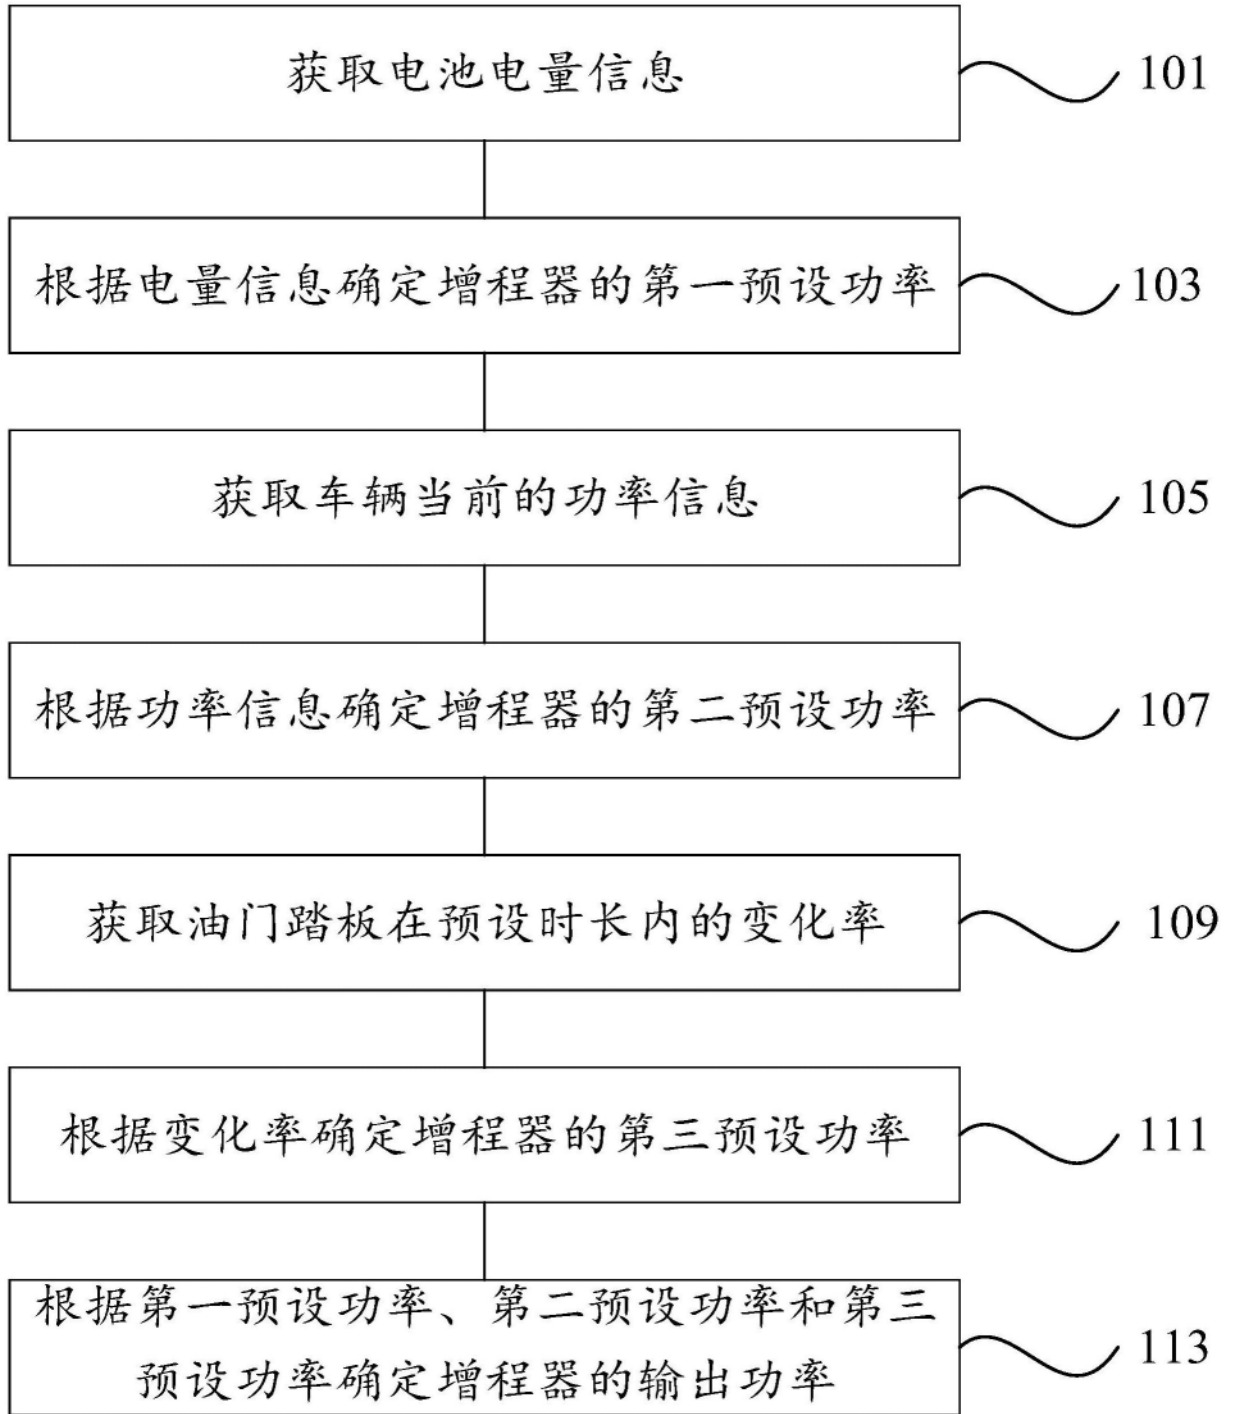 获取电池电量信息
101
根据电量信息确定增程器的第一预设功率
103
获取车辆当前的功率信息
105
根据功率信息确定增程器的第二预设功率
107
获取油门踏板在预设时长内的变化率
109
根据变化率确定增程器的第三预设功率
111
根据第一预设功率、第二预设功率和第三
预设功率确定增程器的输出功率
113